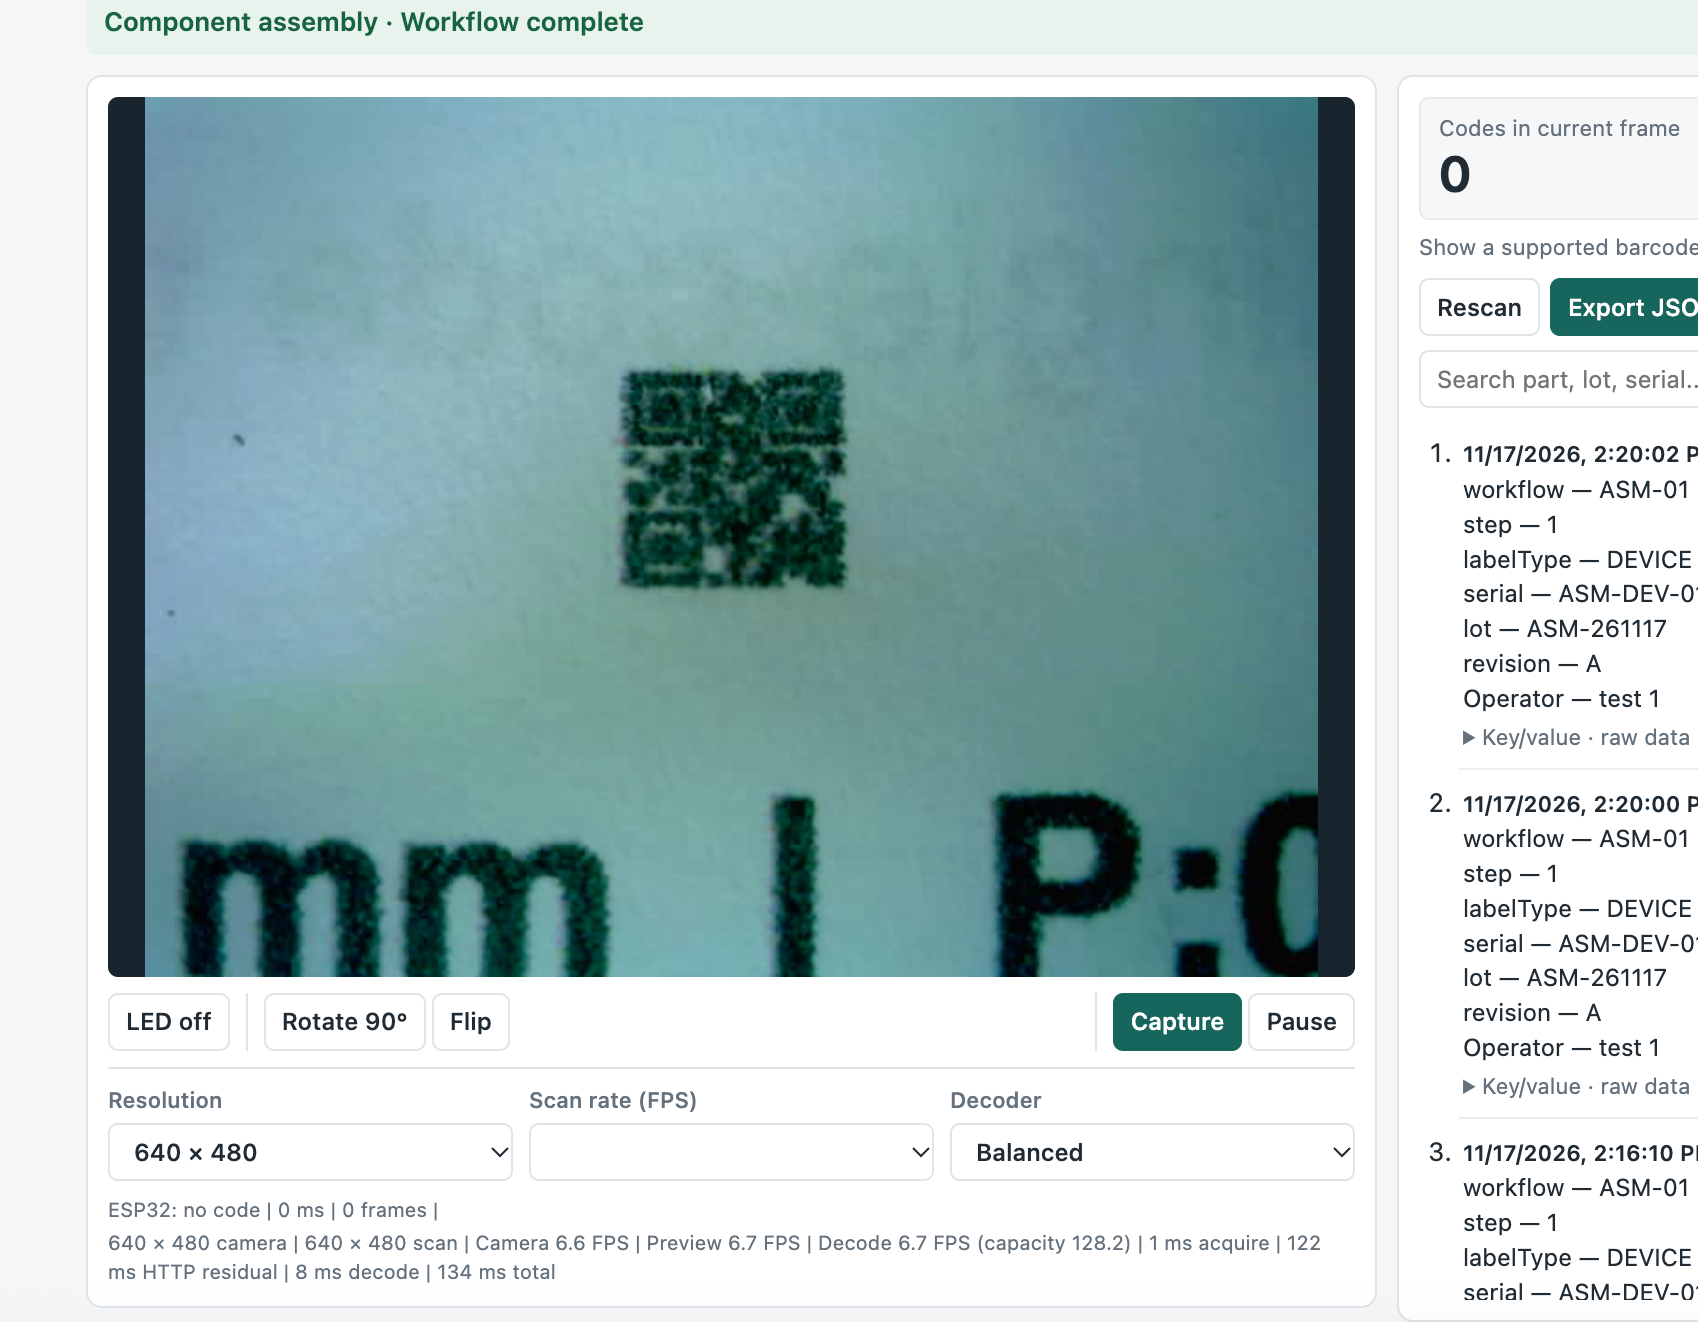 Component assembly · Workflow complete
mm | P:0
LED off
Rotate 90°
Flip
Capture
Pause
Resolution
Scan rate (FPS)
Decoder
640 × 480
Balanced
ESP32: no code | 0 ms | 0 frames |
640 × 480 camera | 640 × 480 scan | Camera 6.6 FPS | Preview 6.7 FPS | Decode 6.7 FPS (capacity 128.2) | 1 ms acquire | 122
ms HTTP residual | 8 ms decode | 134 ms total
Codes in current frame
0
Show a supported barcode
Rescan
Export JSO
Search part, lot, serial..
1. 11/17/2026, 2:20:02 P
workflow — ASM-01
step — 1
labelType — DEVICE
serial — ASM-DEV-01
lot — ASM-261117
revision — A
Operator — test 1
Key/value · raw data
2. 11/17/2026, 2:20:00 P
workflow — ASM-01
step — 1
labelType — DEVICE
serial — ASM-DEV-01
lot — ASM-261117
revision — A
Operator — test 1
Key/value · raw data
3. 11/17/2026, 2:16:10 P
workflow — ASM-01
step — 1
labelType — DEVICE
serial — ASM-DEV-01